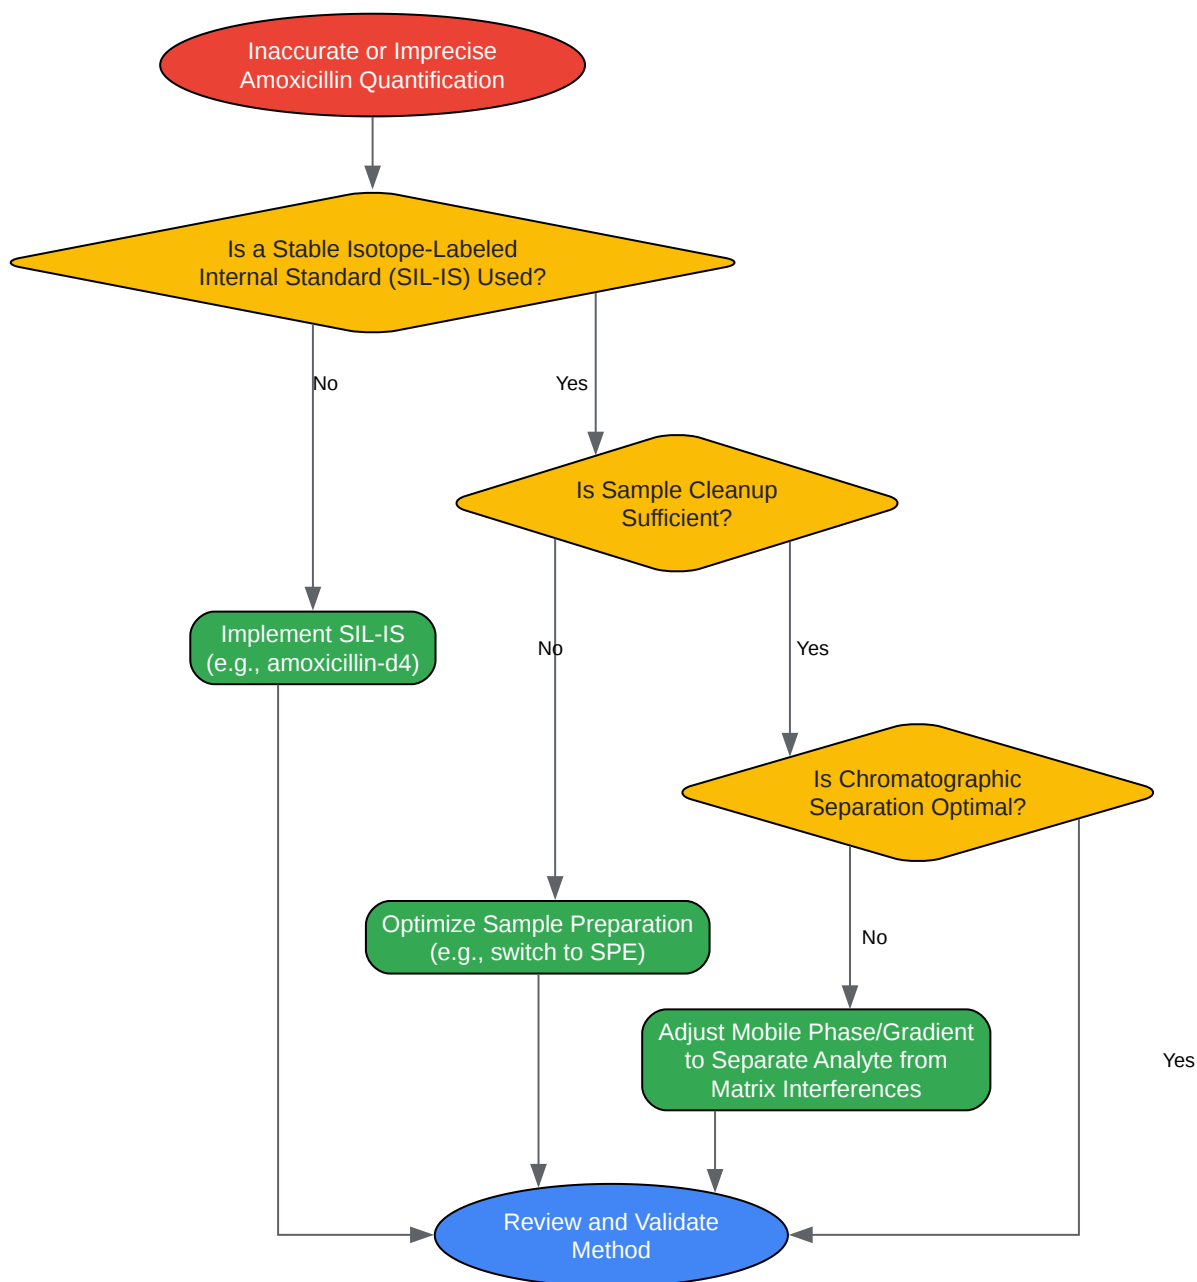 Inaccurate or Imprecise
Amoxicillin Quantification
Is a Stable Isotope-Labeled
Internal Standard (SIL-IS) Used?
No
Yes
Is Sample Cleanup
Sufficient?
Implement SIL-IS
(e.g., amoxicillin-d4)
No
Yes
Is Chromatographic
Separation Optimal?
Optimize Sample Preparation
(e.g., switch to SPE)
No
Adjust Mobile Phase/Gradient
to Separate Analyte from
Matrix Interferences
Yes
Review and Validate
Method